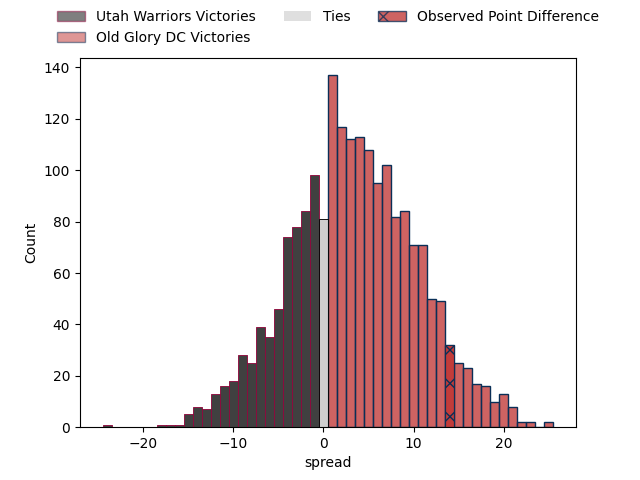 Utah Warriors Victories
Old Glory DC Victories
Ties
Observed Point Difference
Count
140
120
100
80
60
40
20
0
−20
−10
0
10
20
spread